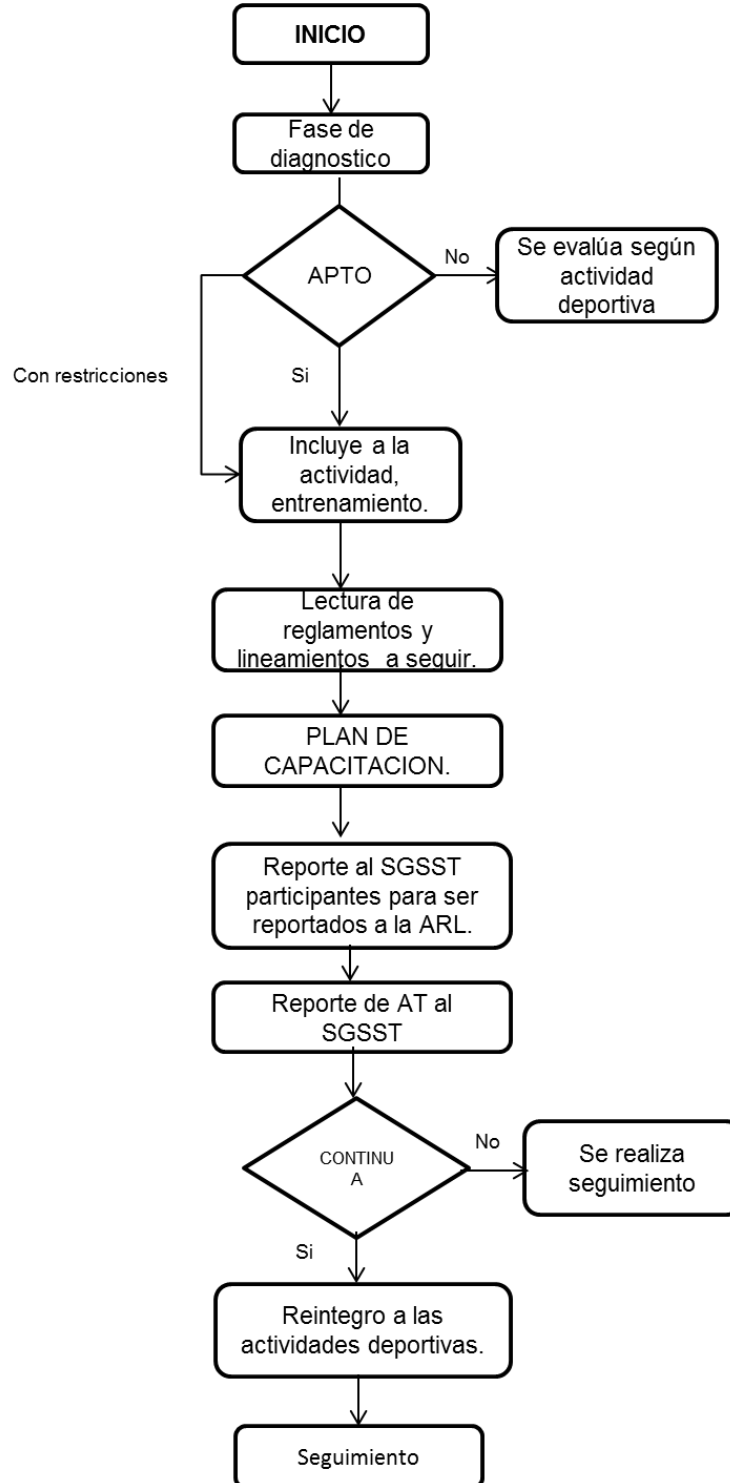 INICIO
Fase de
diagnostico
APTO
No
Se evalúa según
actividad
deportiva
Con restricciones
Si
Incluye a la
actividad,
entrenamiento.
Lectura de
reglamentos y
lineamientos a seguir.
PLAN DE
CAPACITACION.
Reporte al SGSST
participantes para ser
reportados a la ARL.
Reporte de AT al
SGSST
CONTINU
A
No
Se realiza
seguimiento
Si
Reintegro a las
actividades deportivas.
Seguimiento